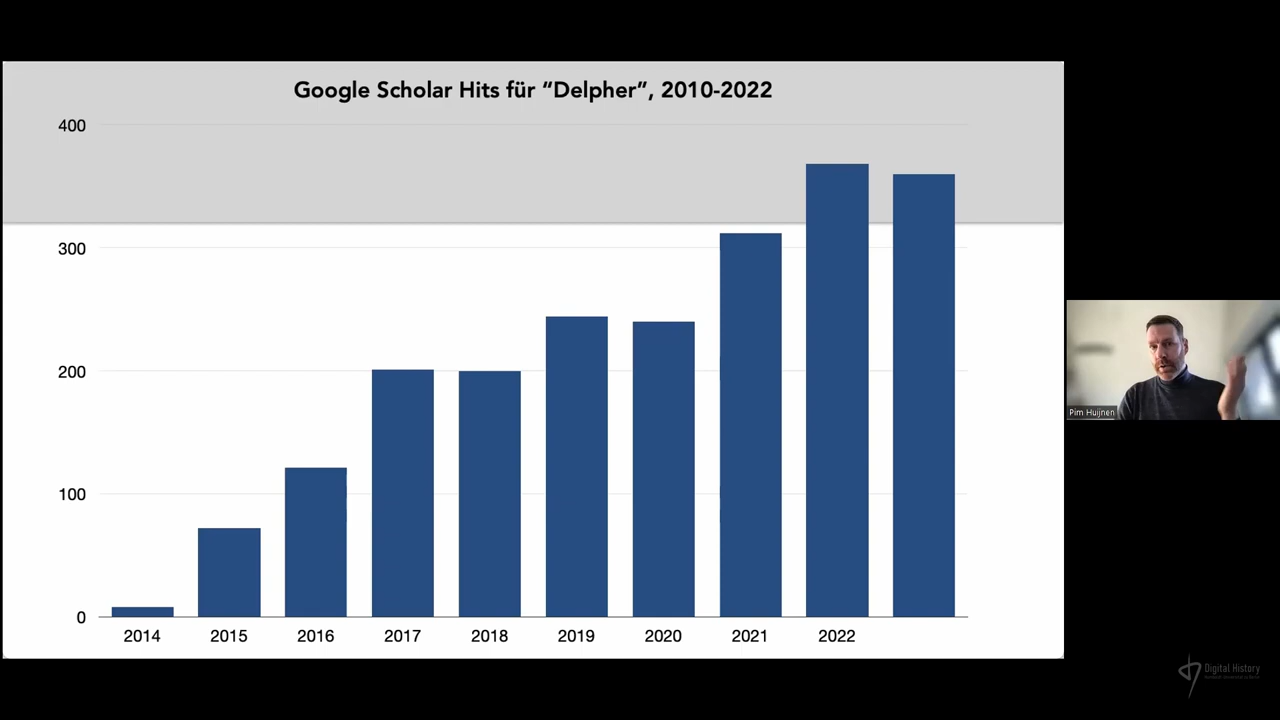 Google Scholar Hits für “Delpher”, 2010-2022
400
300
200
100
0
2014 2015 2016 2017 2018 2019 2020 2021 2022
Pim Huijnen
Digital History